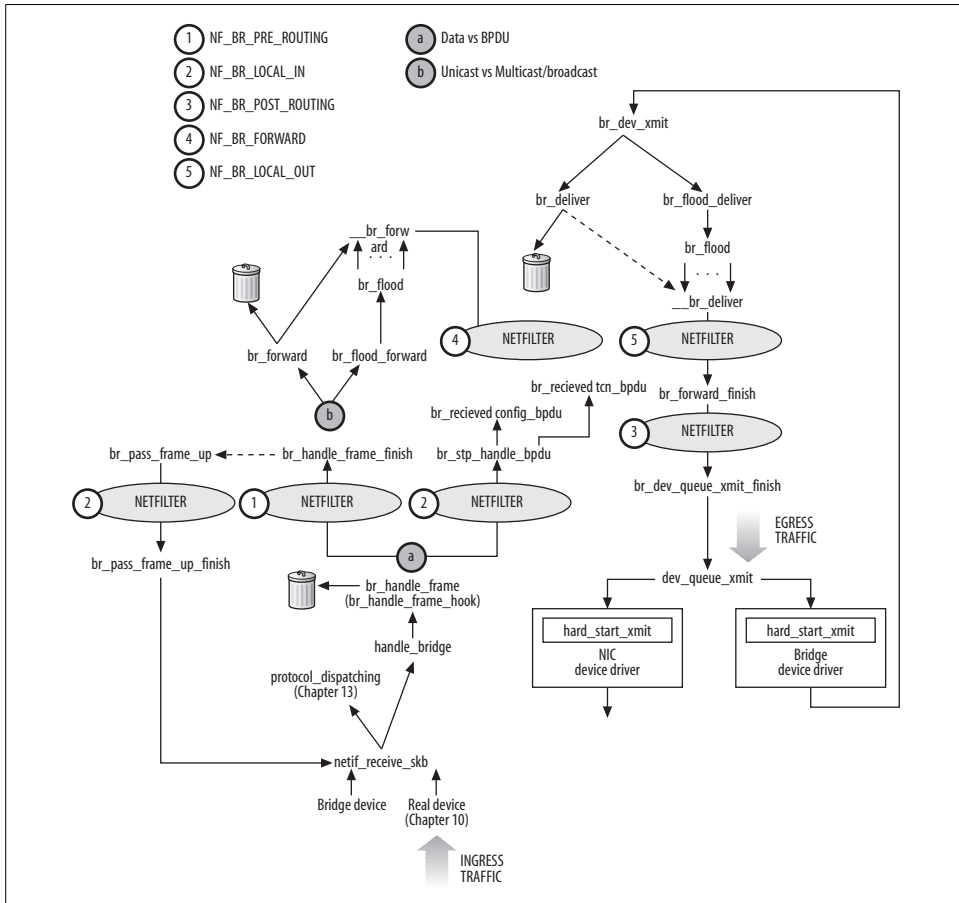 1 NF_BR_PRE_ROUTING
2 NF_BR_LOCAL_IN
3 NF_BR_POST_ROUTING
4 NF_BR_FORWARD
5 NF_BR_LOCAL_OUT
a Data vs BPDU
b Unicast vs Multicast/broadcast
br_dev_xmit
br_deliver
br_flood_deliver
br_flood
. . .
__br_deliver
__br_forw
ard
. . .
br_flood
br_forward
br_flood_forward
b
4 NETFILTER
5 NETFILTER
br_forward_finish
3 NETFILTER
br_dev_queue_xmit_finish
br_recieved tcn_bpdu
br_recieved config_bpdu
br_pass_frame_up
br_handle_frame_finish
br_stp_handle_bpdu
2 NETFILTER
1 NETFILTER
2 NETFILTER
a
br_pass_frame_up_finish
br_handle_frame
(br_handle_frame_hook)
handle_bridge
protocol_dispatching
(Chapter 13)
netif_receive_skb
Bridge device
Real device
(Chapter 10)
INGRESS
TRAFFIC
EGRESS
TRAFFIC
dev_queue_xmit
hard_start_xmit
NIC
device driver
hard_start_xmit
Bridge
device driver